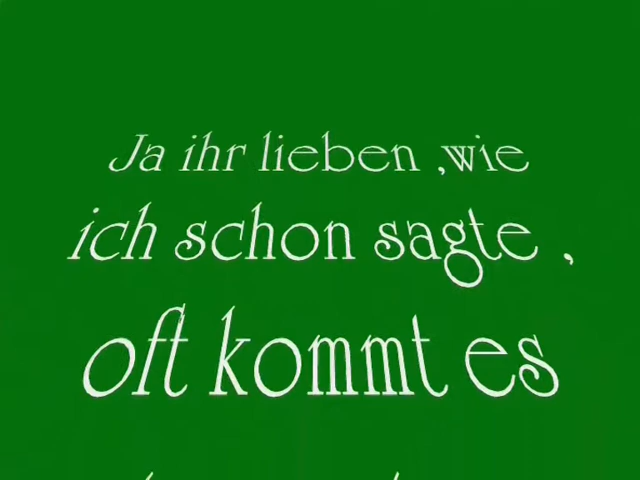 Ja ihr lieben ,wie
ich schon sagte ,
oft kommt es